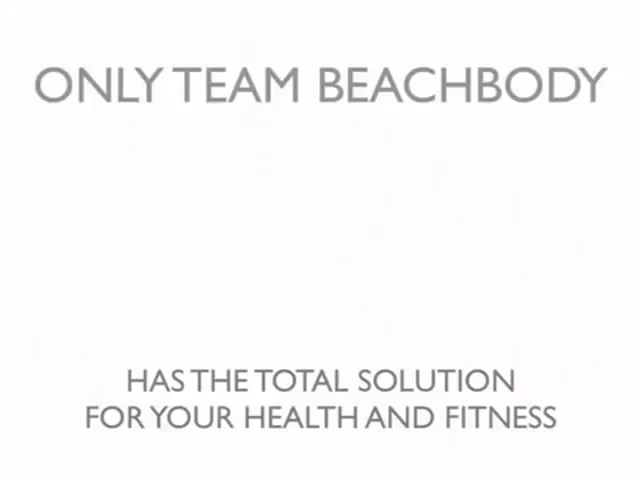 ONLY TEAM BEACHBODY
HAS THE TOTAL SOLUTION
FOR YOUR HEALTH AND FITNESS